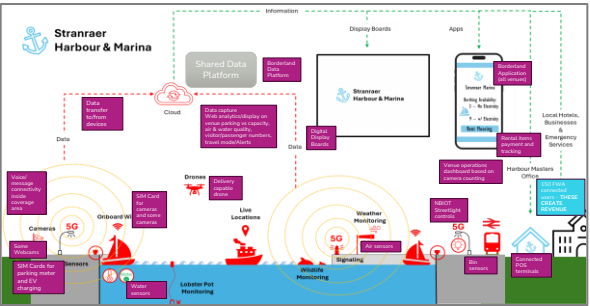 Information
Stranraer
Harbour & Marina
Display Boards
Apps
Shared Data
Platform
Borderland
Data
Platform
Borderland
Application
(all venues)
Stranraer
Harbour & Marina
Stranraer Marina
Berthing Availability
2 - No Electricity
9 - w/ Electricity
Cloud
Data
transfer
to/from
devices
Data capture
Web analytics/display on
venue parking vs capacity,
air & water quality,
visitor/passenger numbers,
travel mode/Alerts
Digital
Display
Boards
Rental items
payment and
tracking
Local Hotels,
Businesses
&
Emergency
Services
Data
Data
Venue operations
dashboard based on
camera counting
Harbour Masters
Office
Voice/
message
connectivity
inside
coverage
area
SIM Card
for
cameras
and some
cameras
Drones
Delivery
capable
drone
150 FWA
connected
users - THESE
CREATE
REVENUE
NBIOT
Streetlight
controls
Cameras
5G
Onboard Wi
Live
Locations
Weather
Monitoring
5G
5G
Some
Webcams
Air sensors
Sensors
Signaling
SIM Cards for
parking meter
and EV
charging
Water
sensors
Lobster Pot
Monitoring
Wildlife
Monitoring
Bin
sensors
Connected
POS
terminals